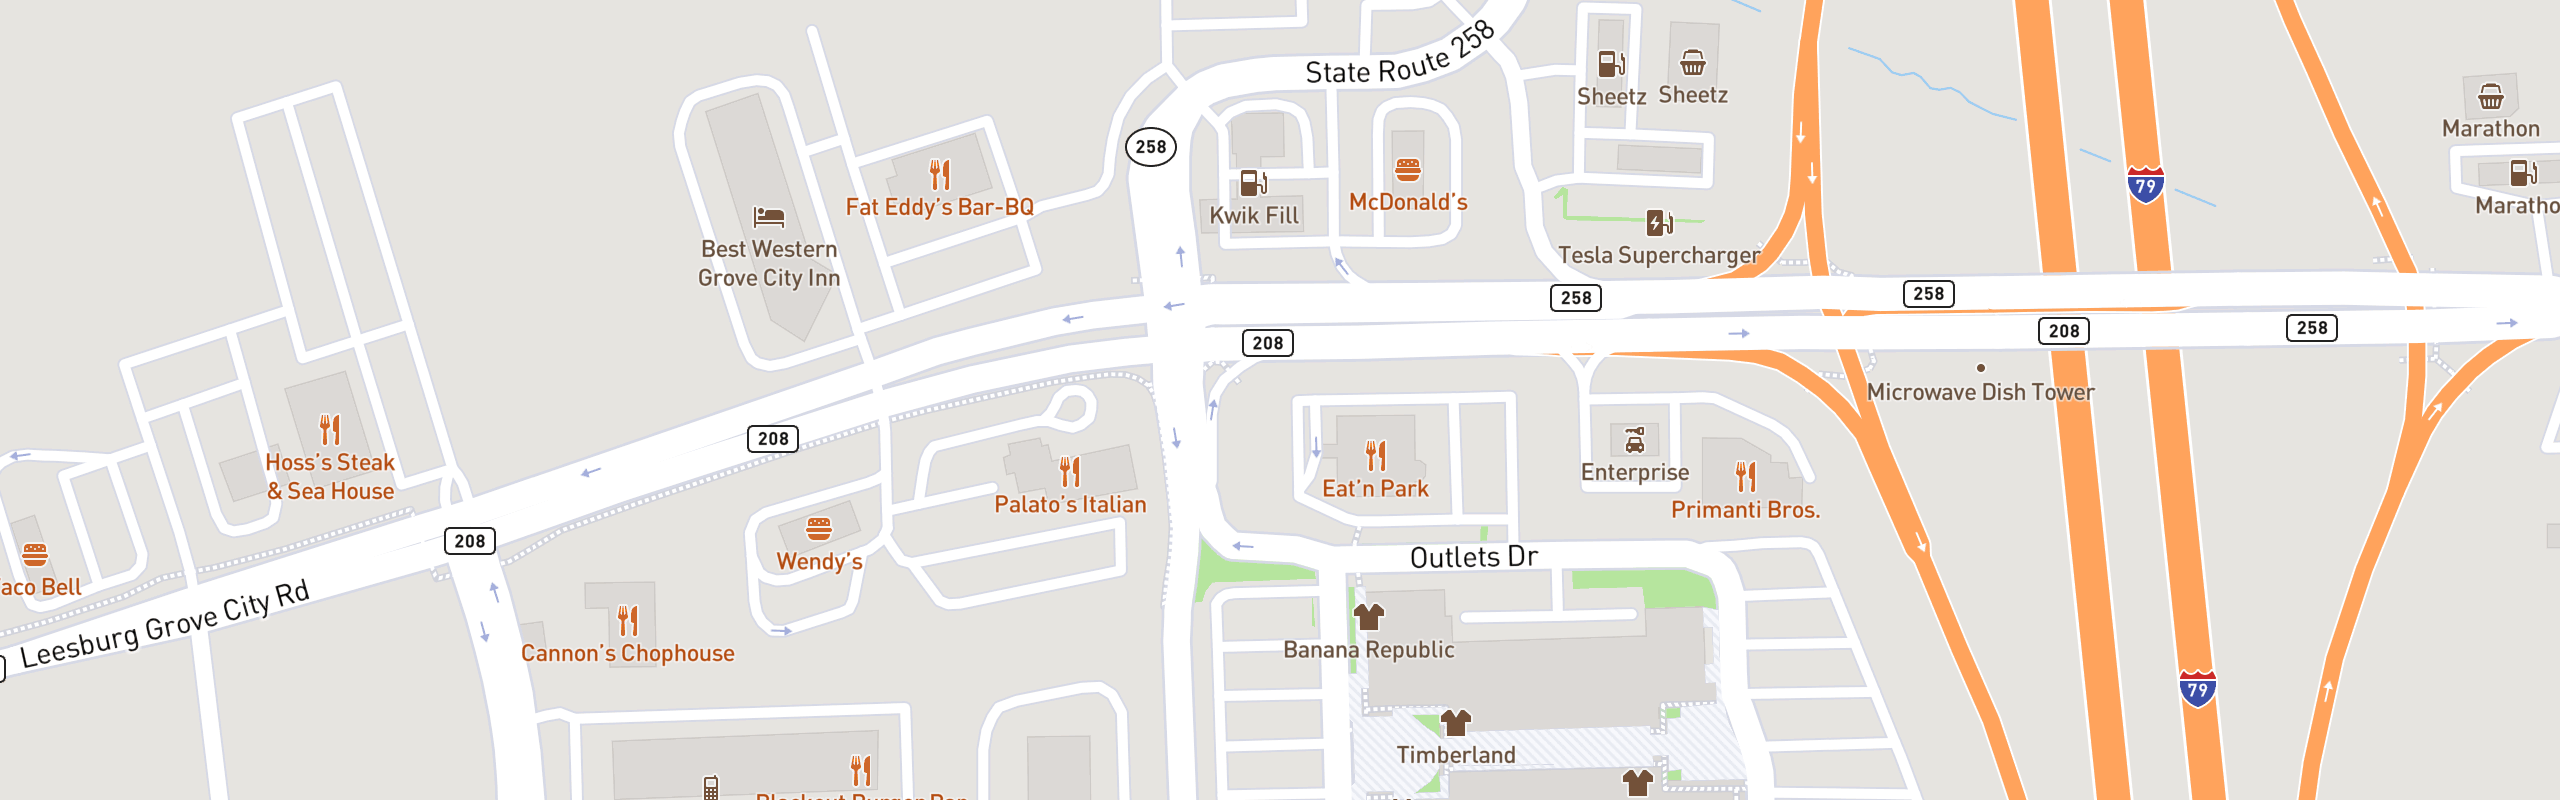 State Route 258
Sheetz
Sheetz
Marathon
258
79
Kwik Fill
McDonald's
Fat Eddy's Bar-BQ
Best Western
Grove City Inn
Tesla Supercharger
Maratho
258
258
208
208
258
Microwave Dish Tower
208
Hoss's Steak
& Sea House
Palato's Italian
Eat'n Park
Enterprise
Primanti Bros.
208
Wendy's
Outlets Dr
aco Bell
Leesburg Grove City Rd
Cannon's Chophouse
Banana Republic
79
Timberland